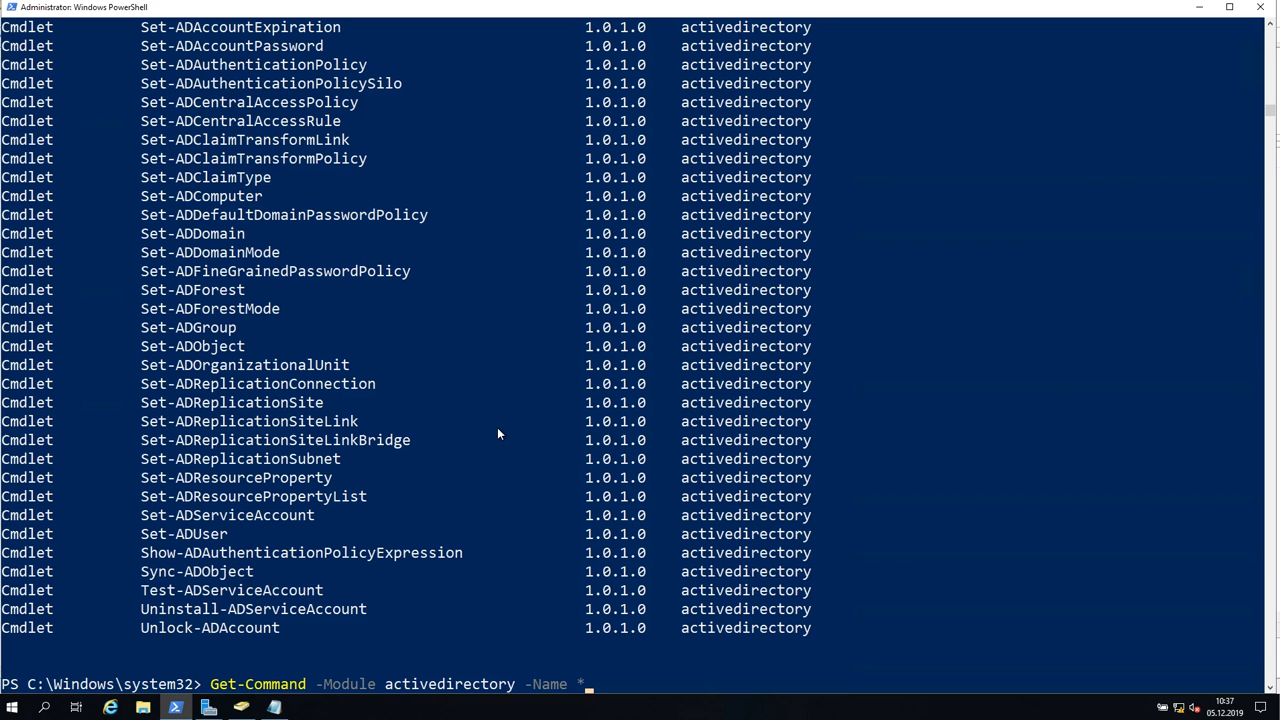 Administrator: Windows PowerShell
Cmdlet Set-ADAccountExpiration 1.0.1.0 activedirectory
Cmdlet Set-ADAccountPassword 1.0.1.0 activedirectory
Cmdlet Set-ADAuthenticationPolicy 1.0.1.0 activedirectory
Cmdlet Set-ADAuthenticationPolicySilo 1.0.1.0 activedirectory
Cmdlet Set-ADCentralAccessPolicy 1.0.1.0 activedirectory
Cmdlet Set-ADCentralAccessRule 1.0.1.0 activedirectory
Cmdlet Set-ADClaimTransformLink 1.0.1.0 activedirectory
Cmdlet Set-ADClaimTransformPolicy 1.0.1.0 activedirectory
Cmdlet Set-ADClaimType 1.0.1.0 activedirectory
Cmdlet Set-ADComputer 1.0.1.0 activedirectory
Cmdlet Set-ADDefaultDomainPasswordPolicy 1.0.1.0 activedirectory
Cmdlet Set-ADDomain 1.0.1.0 activedirectory
Cmdlet Set-ADDomainMode 1.0.1.0 activedirectory
Cmdlet Set-ADFineGrainedPasswordPolicy 1.0.1.0 activedirectory
Cmdlet Set-ADForest 1.0.1.0 activedirectory
Cmdlet Set-ADForestMode 1.0.1.0 activedirectory
Cmdlet Set-ADGroup 1.0.1.0 activedirectory
Cmdlet Set-ADObject 1.0.1.0 activedirectory
Cmdlet Set-ADOrganizationalUnit 1.0.1.0 activedirectory
Cmdlet Set-ADReplicationConnection 1.0.1.0 activedirectory
Cmdlet Set-ADReplicationSite 1.0.1.0 activedirectory
Cmdlet Set-ADReplicationSiteLink 1.0.1.0 activedirectory
Cmdlet Set-ADReplicationSiteLinkBridge 1.0.1.0 activedirectory
Cmdlet Set-ADReplicationSubnet 1.0.1.0 activedirectory
Cmdlet Set-ADResourceProperty 1.0.1.0 activedirectory
Cmdlet Set-ADResourcePropertyList 1.0.1.0 activedirectory
Cmdlet Set-ADServiceAccount 1.0.1.0 activedirectory
Cmdlet Set-ADUser 1.0.1.0 activedirectory
Cmdlet Show-ADAuthenticationPolicyExpression 1.0.1.0 activedirectory
Cmdlet Sync-ADObject 1.0.1.0 activedirectory
Cmdlet Test-ADServiceAccount 1.0.1.0 activedirectory
Cmdlet Uninstall-ADServiceAccount 1.0.1.0 activedirectory
Cmdlet Unlock-ADAccount 1.0.1.0 activedirectory
PS C:\Windows\system32> Get-Command -Module activedirectory -Name *
10:37
05.12.2019